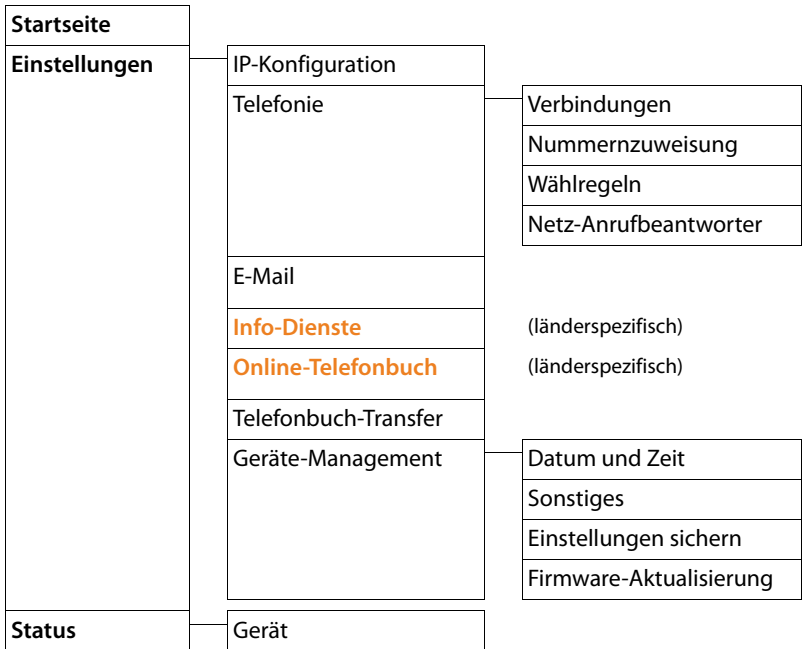 Startseite
Einstellungen
IP-Konfiguration
Telefonie
Verbindungen
Nummernzuweisung
Wählregeln
Netz-Anrufbeantworter
E-Mail
Info-Dienste (länderspezifisch)
Online-Telefonbuch (länderspezifisch)
Telefonbuch-Transfer
Geräte-Management
Datum und Zeit
Sonstiges
Einstellungen sichern
Firmware-Aktualisierung
Status
Gerät